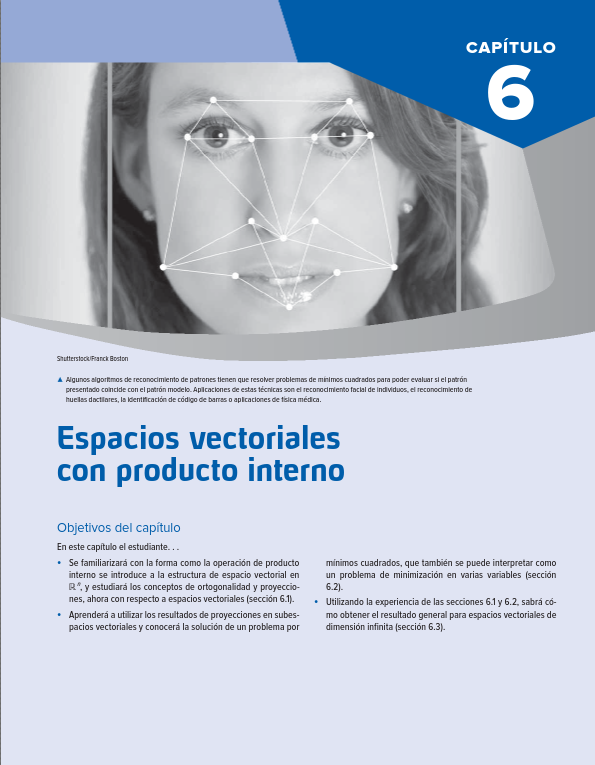 CAPÍTULO
6
Shutterstock/Franck Boston
▲ Algunos algoritmos de reconocimiento de patrones tienen que resolver problemas de mínimos cuadrados para poder evaluar si el patrón
presentado coincide con el patrón modelo. Aplicaciones de estas técnicas son el reconocimiento facial de individuos, el reconocimiento de
huellas dactilares, la identificación de código de barras o aplicaciones de física médica.
Espacios vectoriales
con producto interno
Objetivos del capítulo
En este capítulo el estudiante. . .
• Se familiarizará con la forma como la operación de producto
interno se introduce a la estructura de espacio vectorial en
ℝⁿ, y estudiará los conceptos de ortogonalidad y proyeccio-
nes, ahora con respecto a espacios vectoriales (sección 6.1).
• Aprenderá a utilizar los resultados de proyecciones en subes-
pacios vectoriales y conocerá la solución de un problema por
mínimos cuadrados, que también se puede interpretar como
un problema de minimización en varias variables (sección
6.2).
• Utilizando la experiencia de las secciones 6.1 y 6.2, sabrá có-
mo obtener el resultado general para espacios vectoriales de
dimensión infinita (sección 6.3).